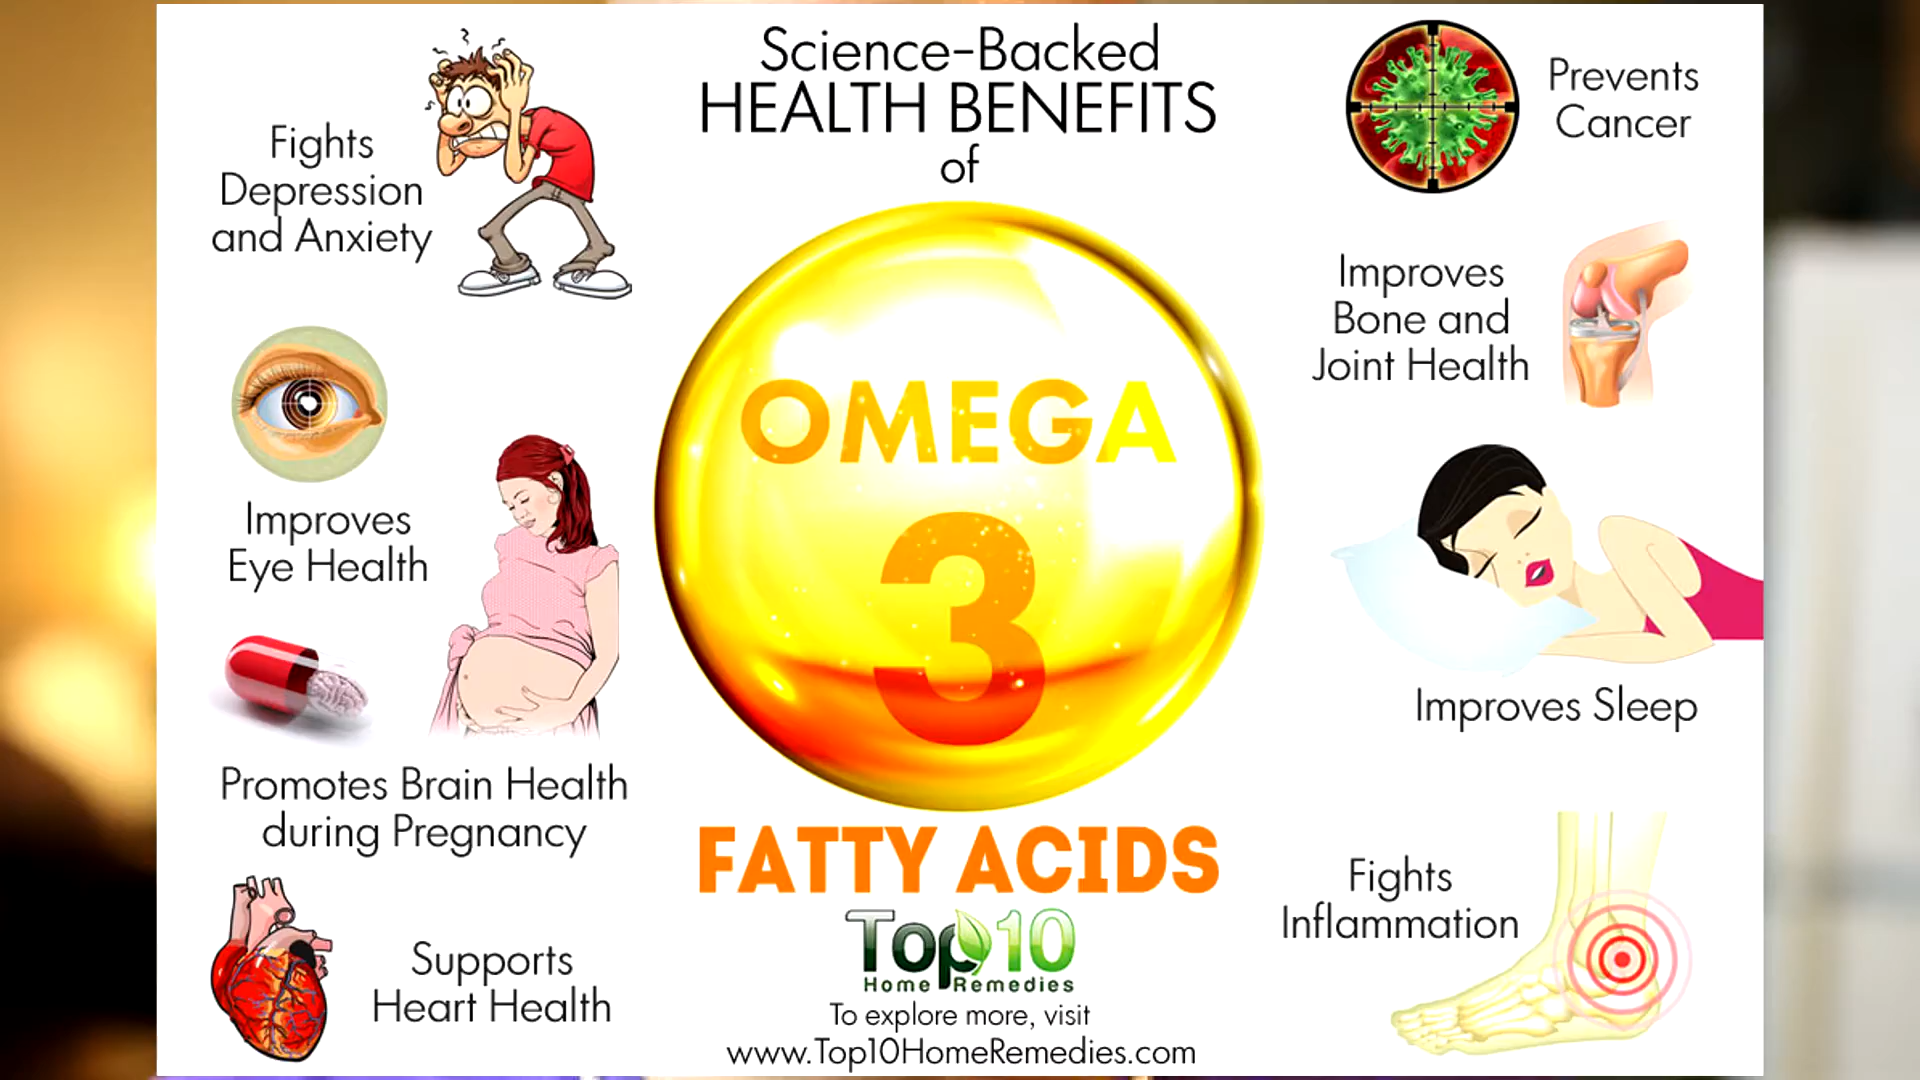 Science-Backed
HEALTH BENEFITS
of
OMEGA
3
FATTY ACIDS
Fights
Depression
and Anxiety
Improves
Eye Health
Promotes Brain Health
during Pregnancy
Supports
Heart Health
Prevents
Cancer
Improves
Bone and
Joint Health
Improves Sleep
Fights
Inflammation
Top10
Home Remedies
To explore more, visit
www.Top10HomeRemedies.com